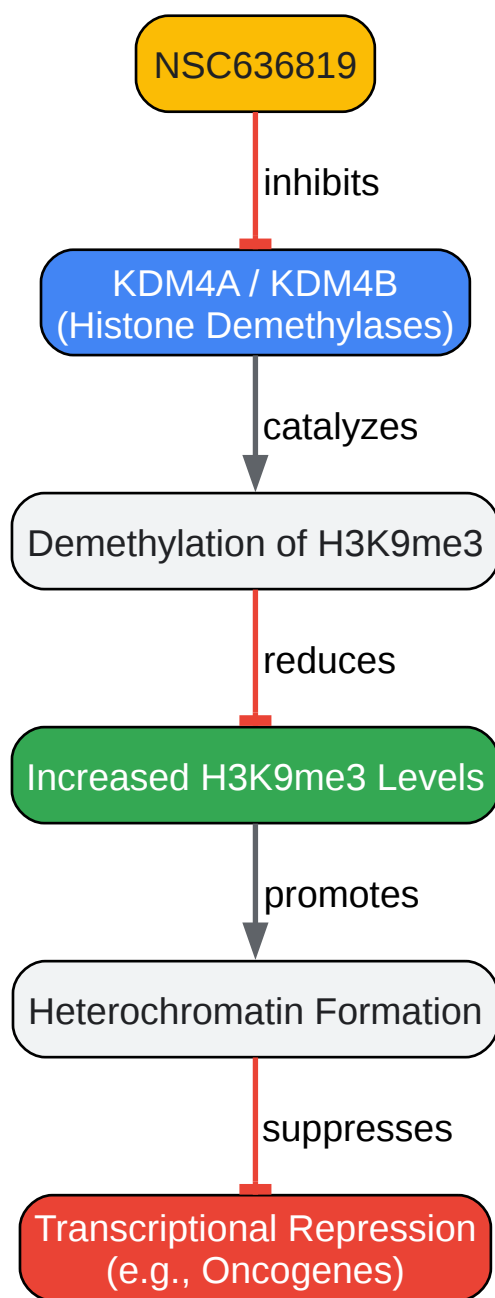 NSC636819
inhibits
KDM4A / KDM4B
(Histone Demethylases)
catalyzes
Demethylation of H3K9me3
reduces
Increased H3K9me3 Levels
promotes
Heterochromatin Formation
suppresses
Transcriptional Repression
(e.g., Oncogenes)